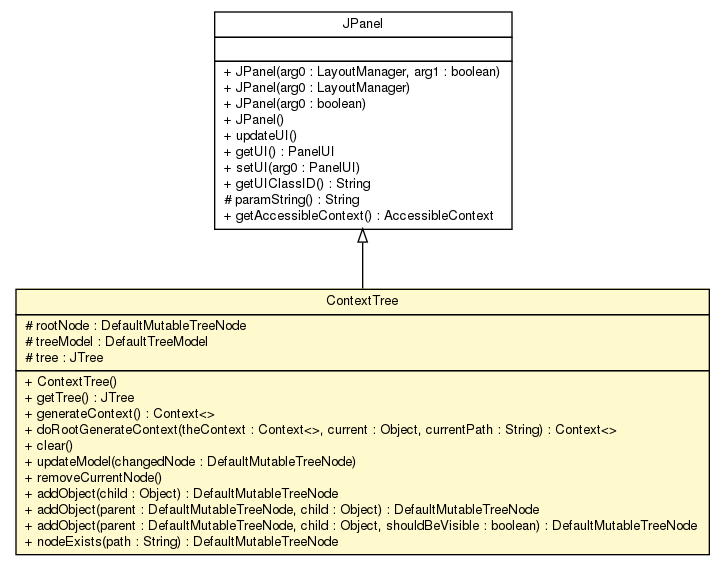 JPanel
+ JPanel(arg0 : LayoutManager, arg1 : boolean)
+ JPanel(arg0 : LayoutManager)
+ JPanel(arg0 : boolean)
+ JPanel()
+ updateUI()
+ getUI() : PanelUI
+ setUI(arg0 : PanelUI)
+ getUIClassID() : String
# paramString() : String
+ getAccessibleContext() : AccessibleContext
ContextTree
# rootNode : DefaultMutableTreeNode
# treeModel : DefaultTreeModel
# tree : JTree
+ ContextTree()
+ getTree() : JTree
+ generateContext() : Context<>
+ doRootGenerateContext(theContext : Context<>, current : Object, currentPath : String) : Context<>
+ clear()
+ updateModel(changedNode : DefaultMutableTreeNode)
+ removeCurrentNode()
+ addObject(child : Object) : DefaultMutableTreeNode
+ addObject(parent : DefaultMutableTreeNode, child : Object) : DefaultMutableTreeNode
+ addObject(parent : DefaultMutableTreeNode, child : Object, shouldBeVisible : boolean) : DefaultMutableTreeNode
+ nodeExists(path : String) : DefaultMutableTreeNode